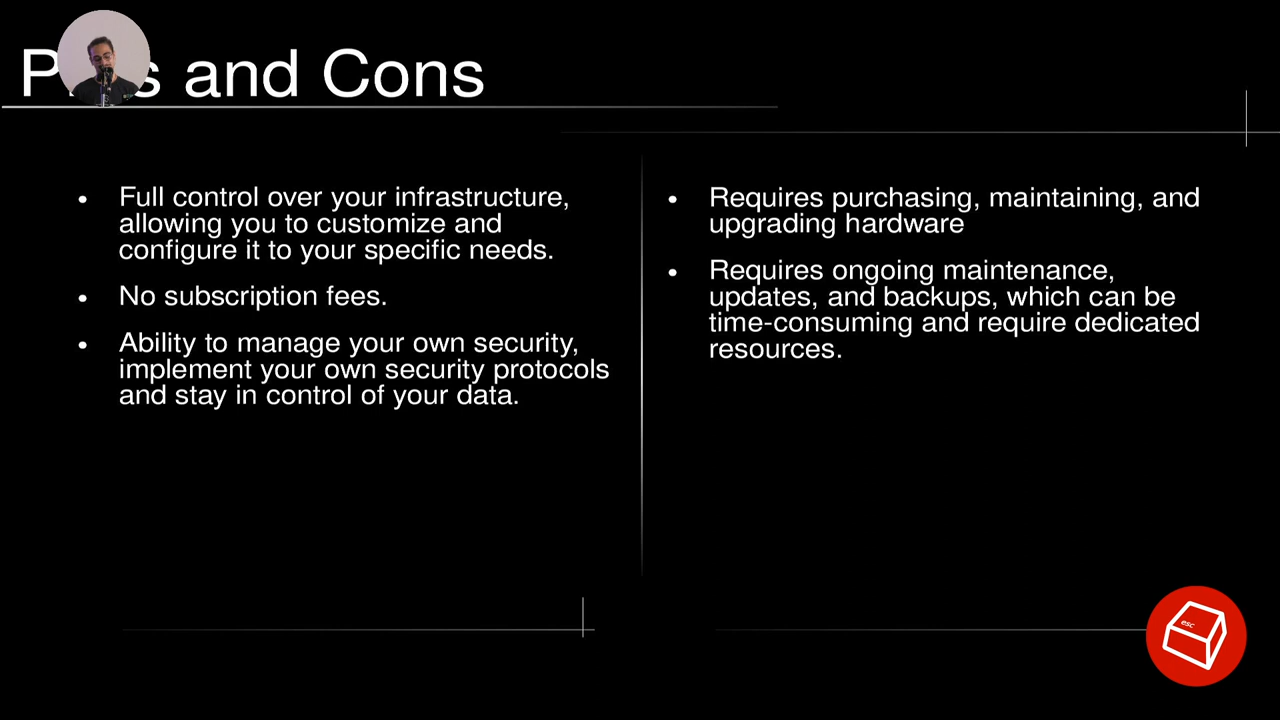 and Cons
• Full control over your infrastructure,
allowing you to customize and
configure it to your specific needs.
• No subscription fees.
• Ability to manage your own security,
implement your own security protocols
and stay in control of your data.
• Requires purchasing, maintaining, and
upgrading hardware
• Requires ongoing maintenance,
updates, and backups, which can be
time-consuming and require dedicated
resources.
esc